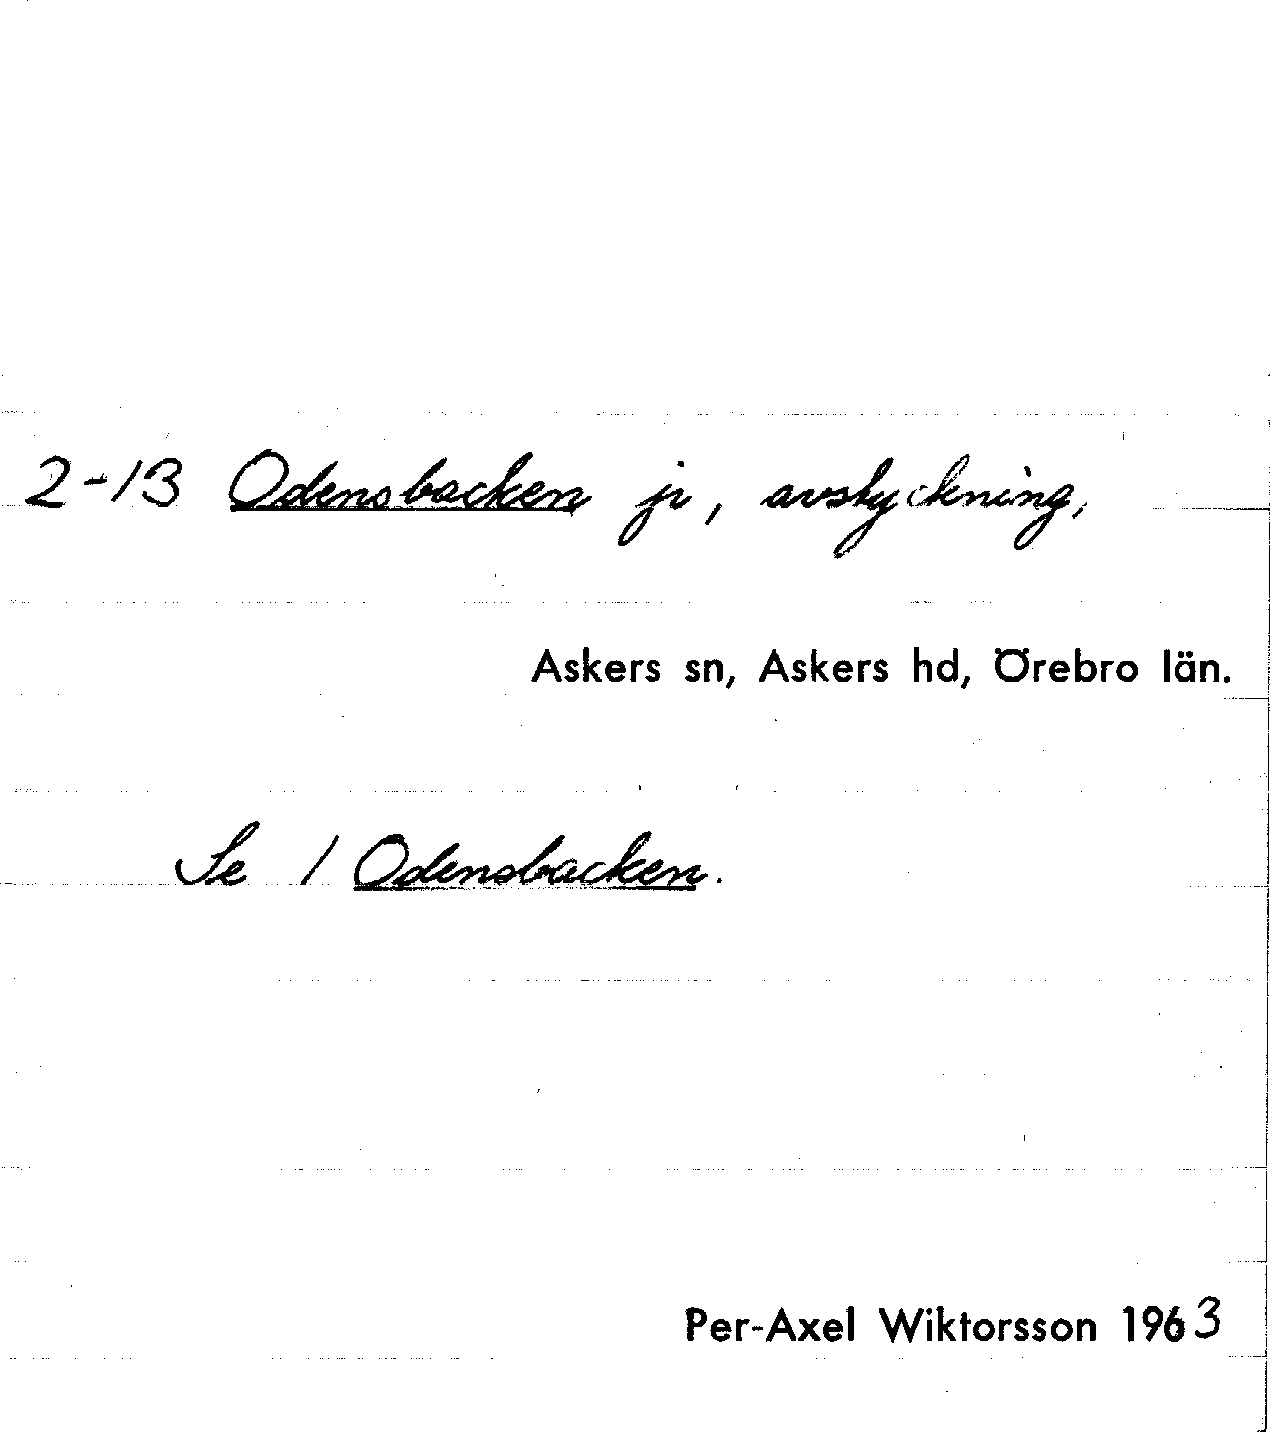 2-13 Odensbacken jr, avstyckning,
Askers sn, Askers hd, Örebro län.
Se 1 Odensbacken.
Per-Axel Wiktorsson 1963